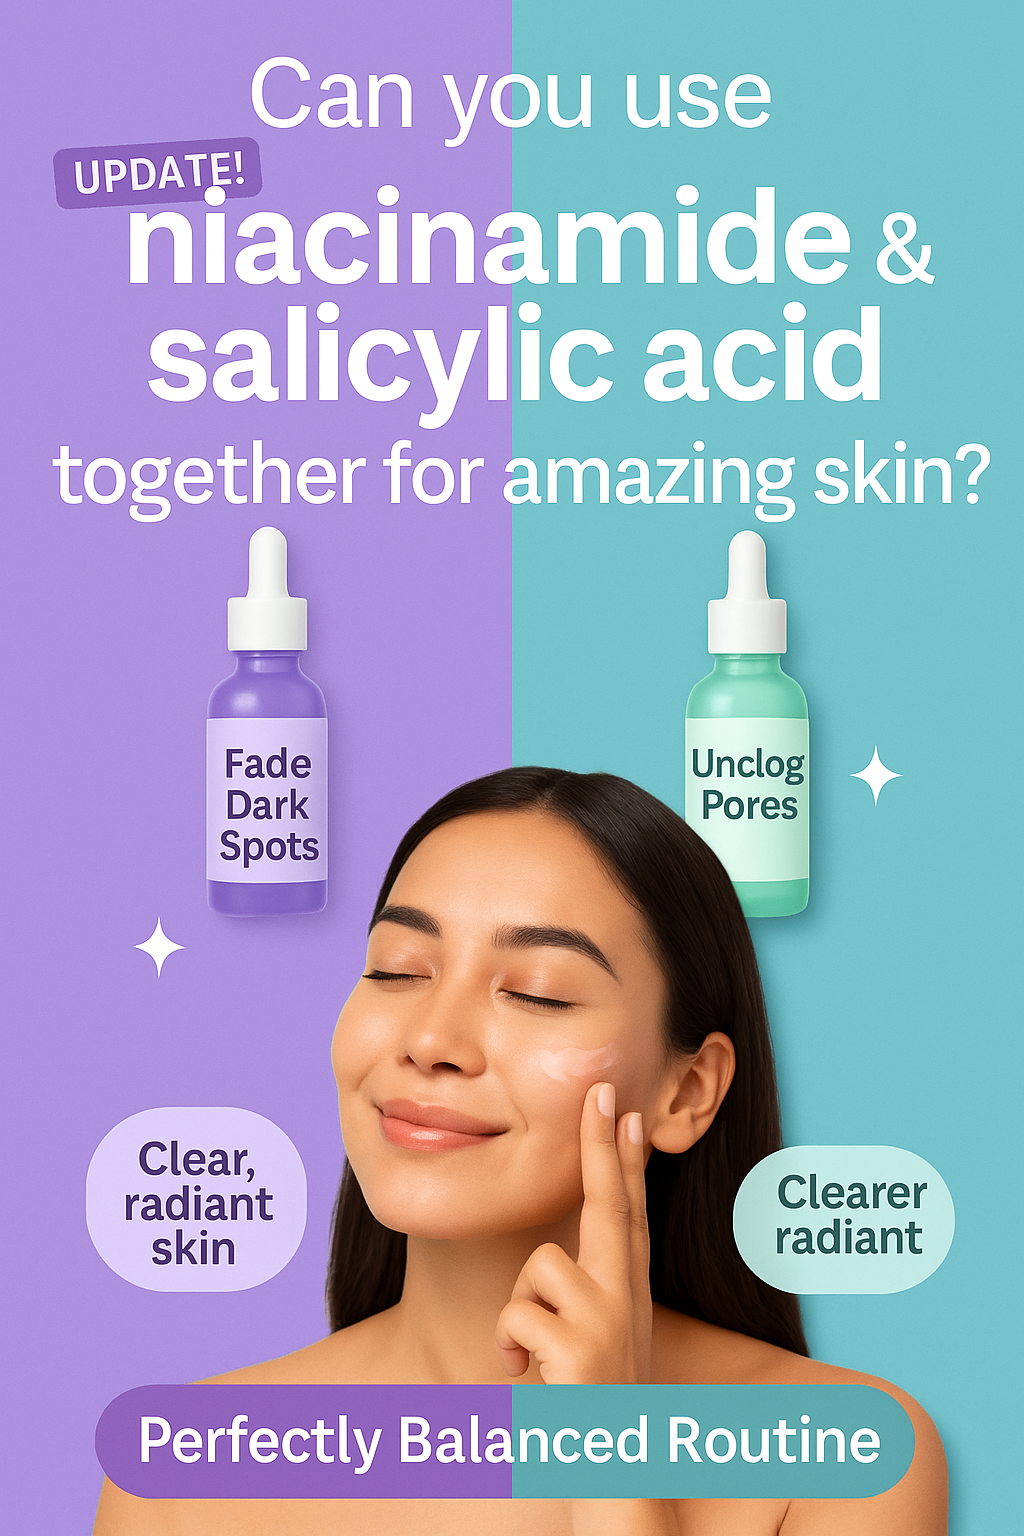 Can you use
UPDATE!
niacinamide &
salicylic acid
together for amazing skin?
Fade
Dark
Spots
Unclog
Pores
Clear,
radiant
skin
Clearer
radiant
Perfectly Balanced Routine